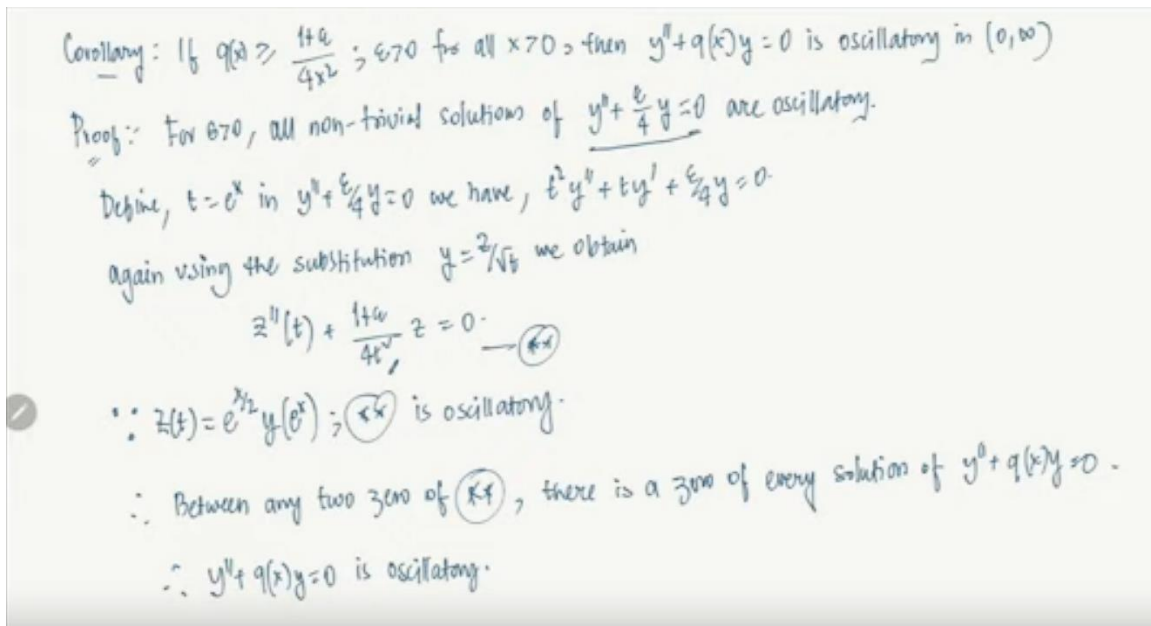 Corollary : If q(x) ≥ (1+ε)/(4x²) ; ε>0 for all x>0, then y''+q(x)y=0 is oscillatory in (0,∞)
Proof:- For ε>0, all non-trivial solutions of y''+ε/4 y=0 are oscillatory.
Define, t=eˣ in y''+ε/4 y=0 we have, t²y''+ty'+ε/4 y=0.
again using the substitution y=z/√t we obtain
z''(t) + (1+ε)/(4t²) z = 0. — (**)
∵ z(t)=e^(x/2) y(eˣ) ; (**) is oscillatory.
∴ Between any two zero of (**), there is a zero of every solution of y''+q(x)y=0.
∴ y''+q(x)y=0 is oscillatory.